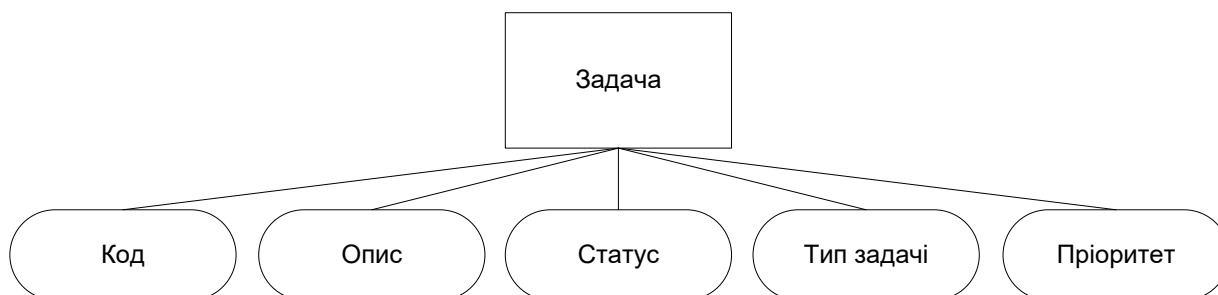 Задача
Код
Опис
Статус
Тип задачі
Пріоритет